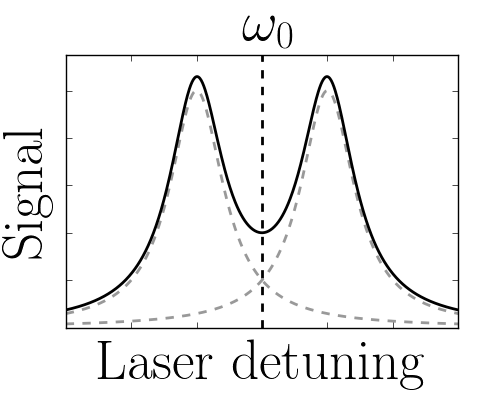 ω₀
Signal
Laser detuning